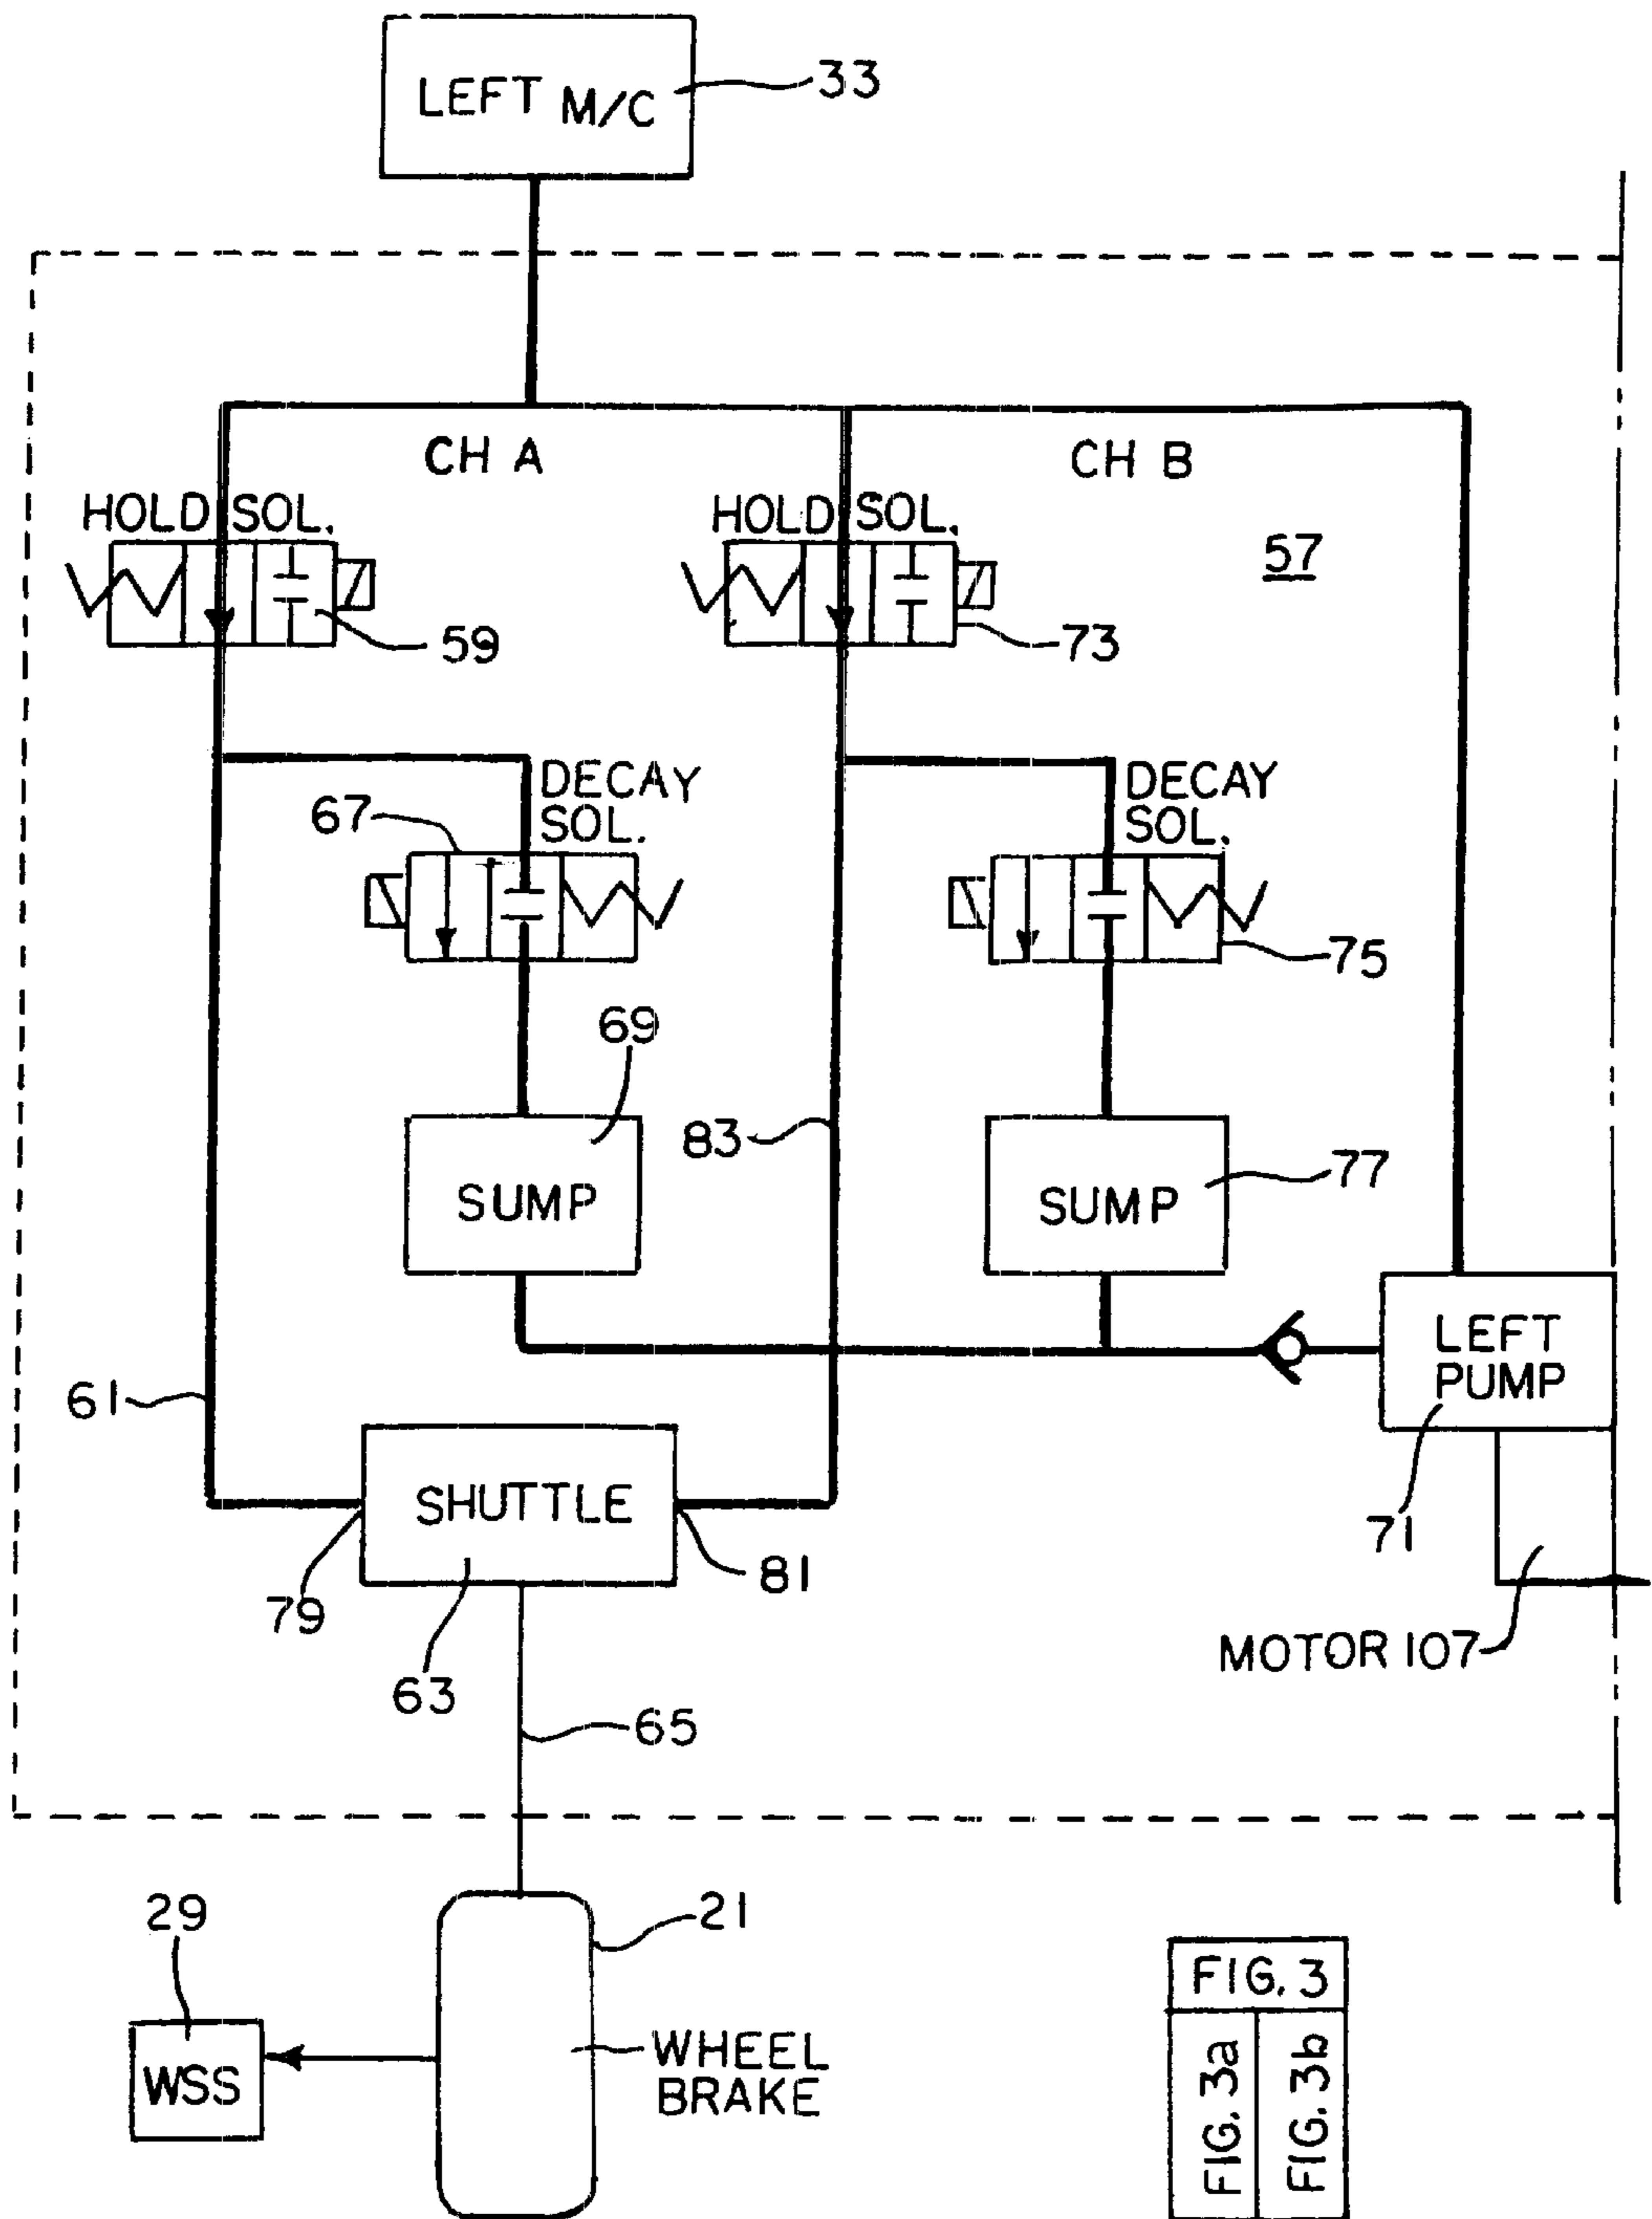 LEFT M/C
33
CH A
CH B
HOLD SOL.
HOLD SOL.
57
59
73
DECAY
SOL.
67
DECAY
SOL.
75
69
83
77
SUMP
SUMP
LEFT
PUMP
61
SHUTTLE
71
79
81
MOTOR 107
63
65
29
21
WSS
WHEEL
BRAKE
FIG. 3
FIG. 3a
FIG. 3b